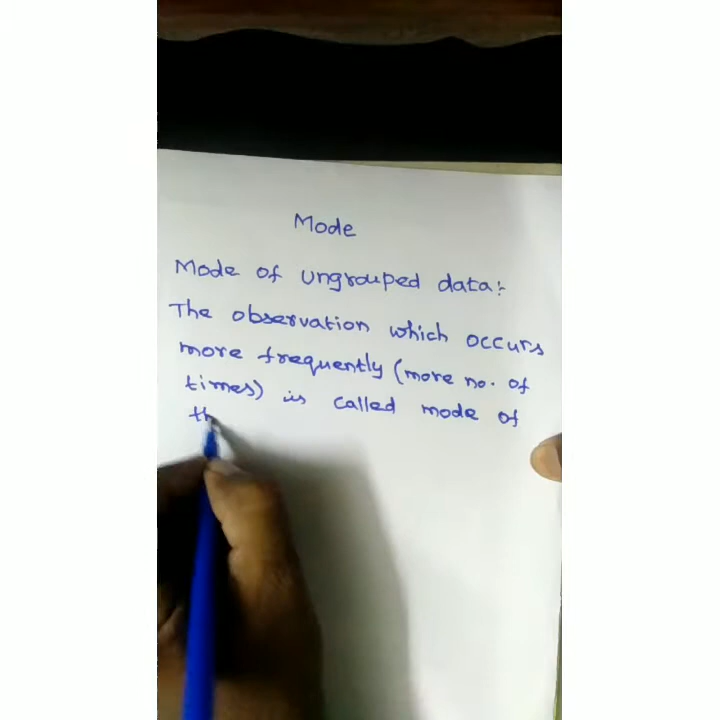 Mode
Mode of ungrouped data:-
The observation which occurs
more frequently (more no. of
times) is called mode of
th